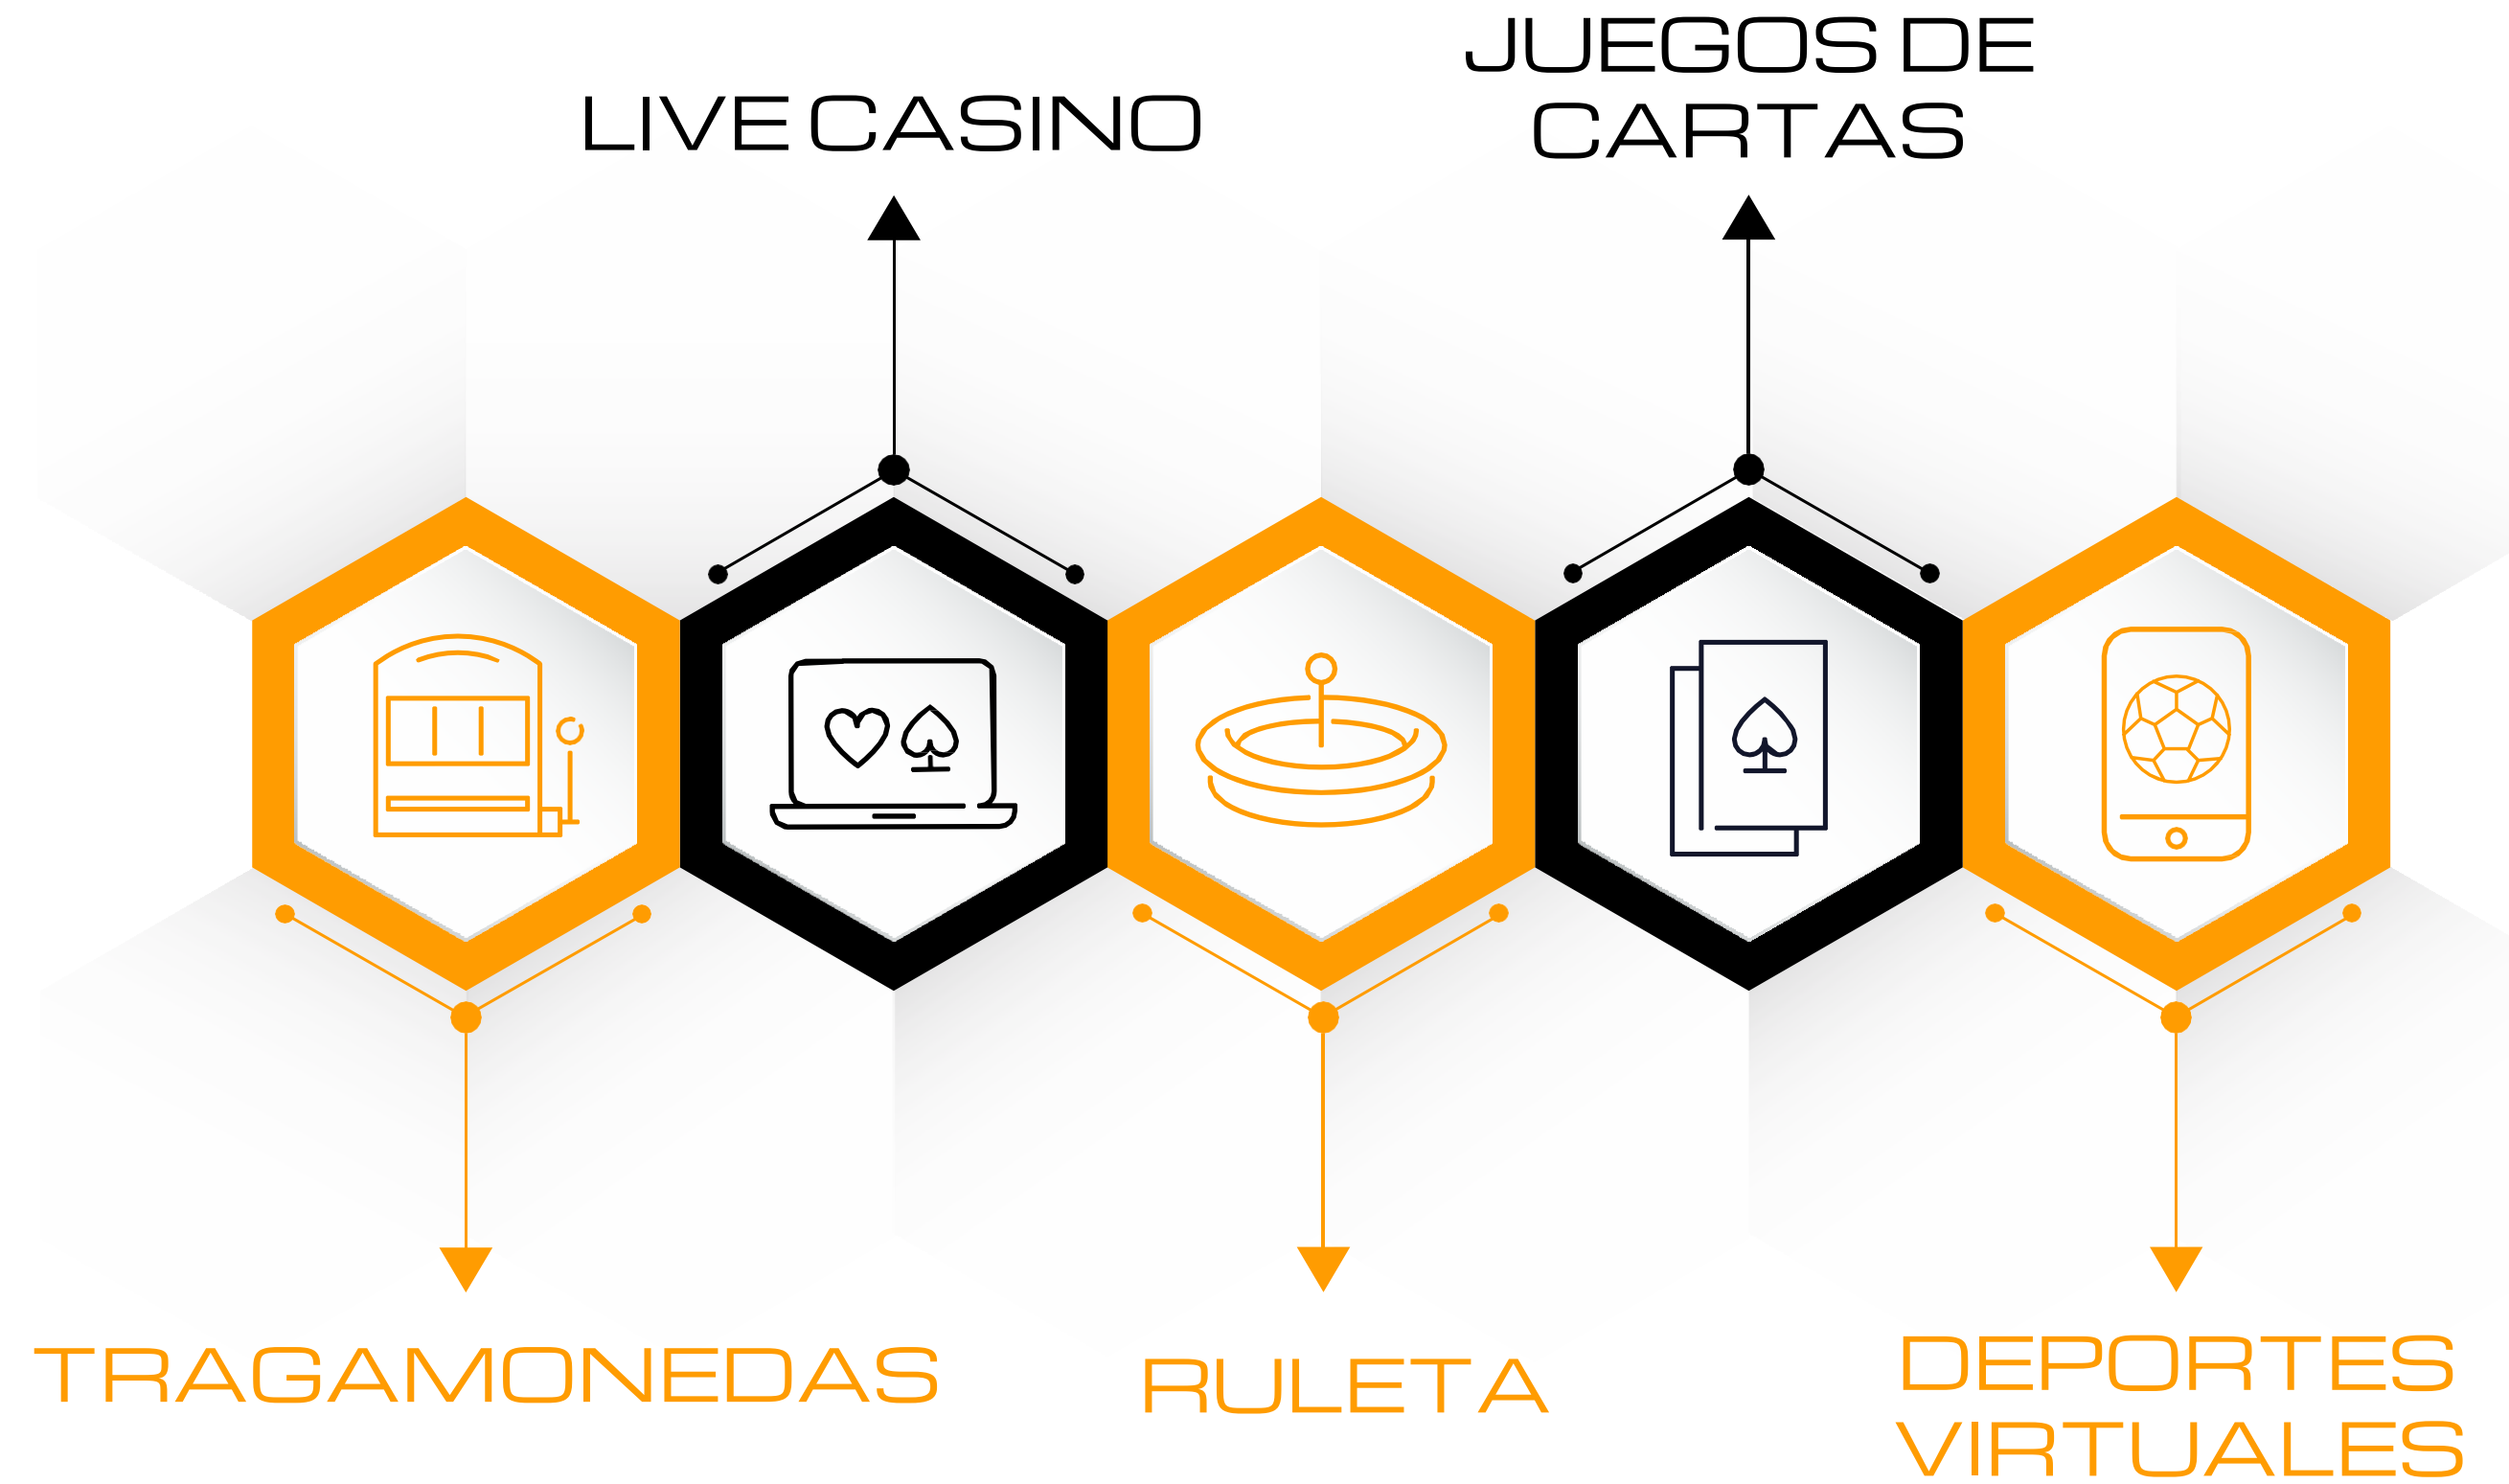 LIVE CASINO
JUEGOS DE
CARTAS
TRAGAMONEDAS
RULETA
DEPORTES
VIRTUALES